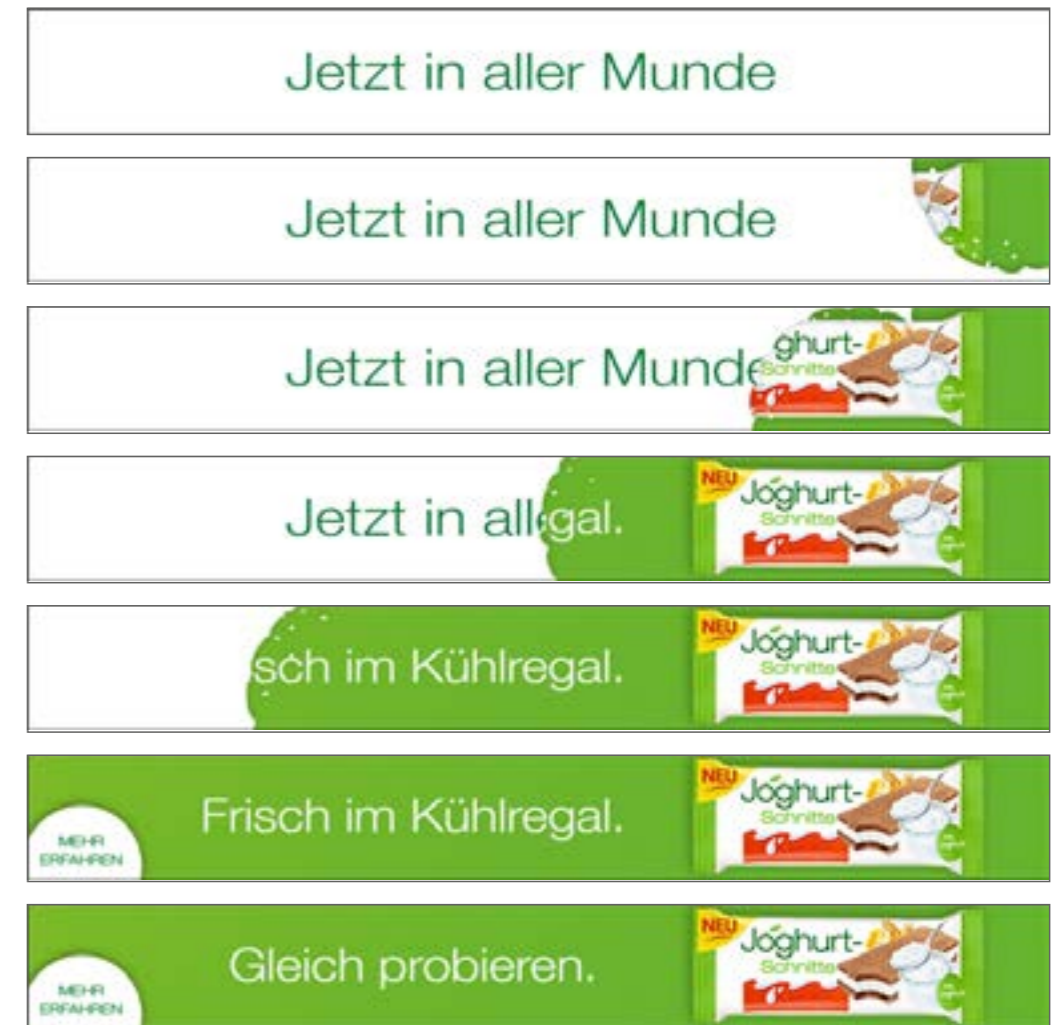 Jetzt in aller Munde
Jetzt in aller Munde
Jetzt in aller Munde
ghurt-
Schnitte
Jetzt in all
gal.
NEU
Joghurt-
Schnitte
sch im Kühlregal.
NEU
Joghurt-
Schnitte
Frisch im Kühlregal.
MEHR
ERFAHREN
NEU
Joghurt-
Schnitte
Gleich probieren.
MEHR
ERFAHREN
NEU
Joghurt-
Schnitte